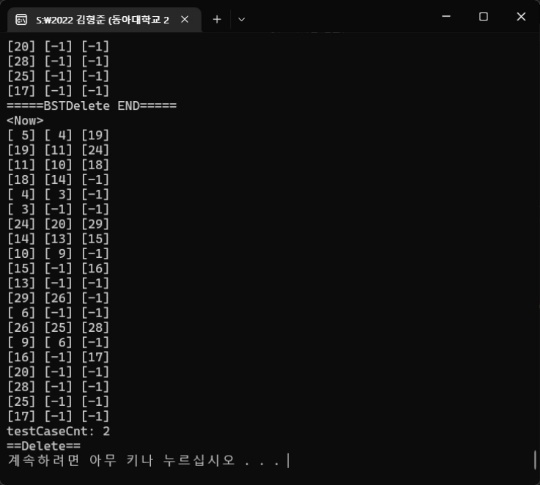 S:₩2022 김형준 (동아대학교 2
[20] [-1] [-1]
[28] [-1] [-1]
[25] [-1] [-1]
[17] [-1] [-1]
=====BSTDelete END=====
<Now>
[ 5] [ 4] [19]
[19] [11] [24]
[11] [10] [18]
[18] [14] [-1]
[ 4] [ 3] [-1]
[ 3] [-1] [-1]
[24] [20] [29]
[14] [13] [15]
[10] [ 9] [-1]
[15] [-1] [16]
[13] [-1] [-1]
[29] [26] [-1]
[ 6] [-1] [-1]
[26] [25] [28]
[ 9] [ 6] [-1]
[16] [-1] [17]
[20] [-1] [-1]
[28] [-1] [-1]
[25] [-1] [-1]
[17] [-1] [-1]
testCaseCnt: 2
==Delete==
계속하려면 아무 키나 누르십시오 . . .